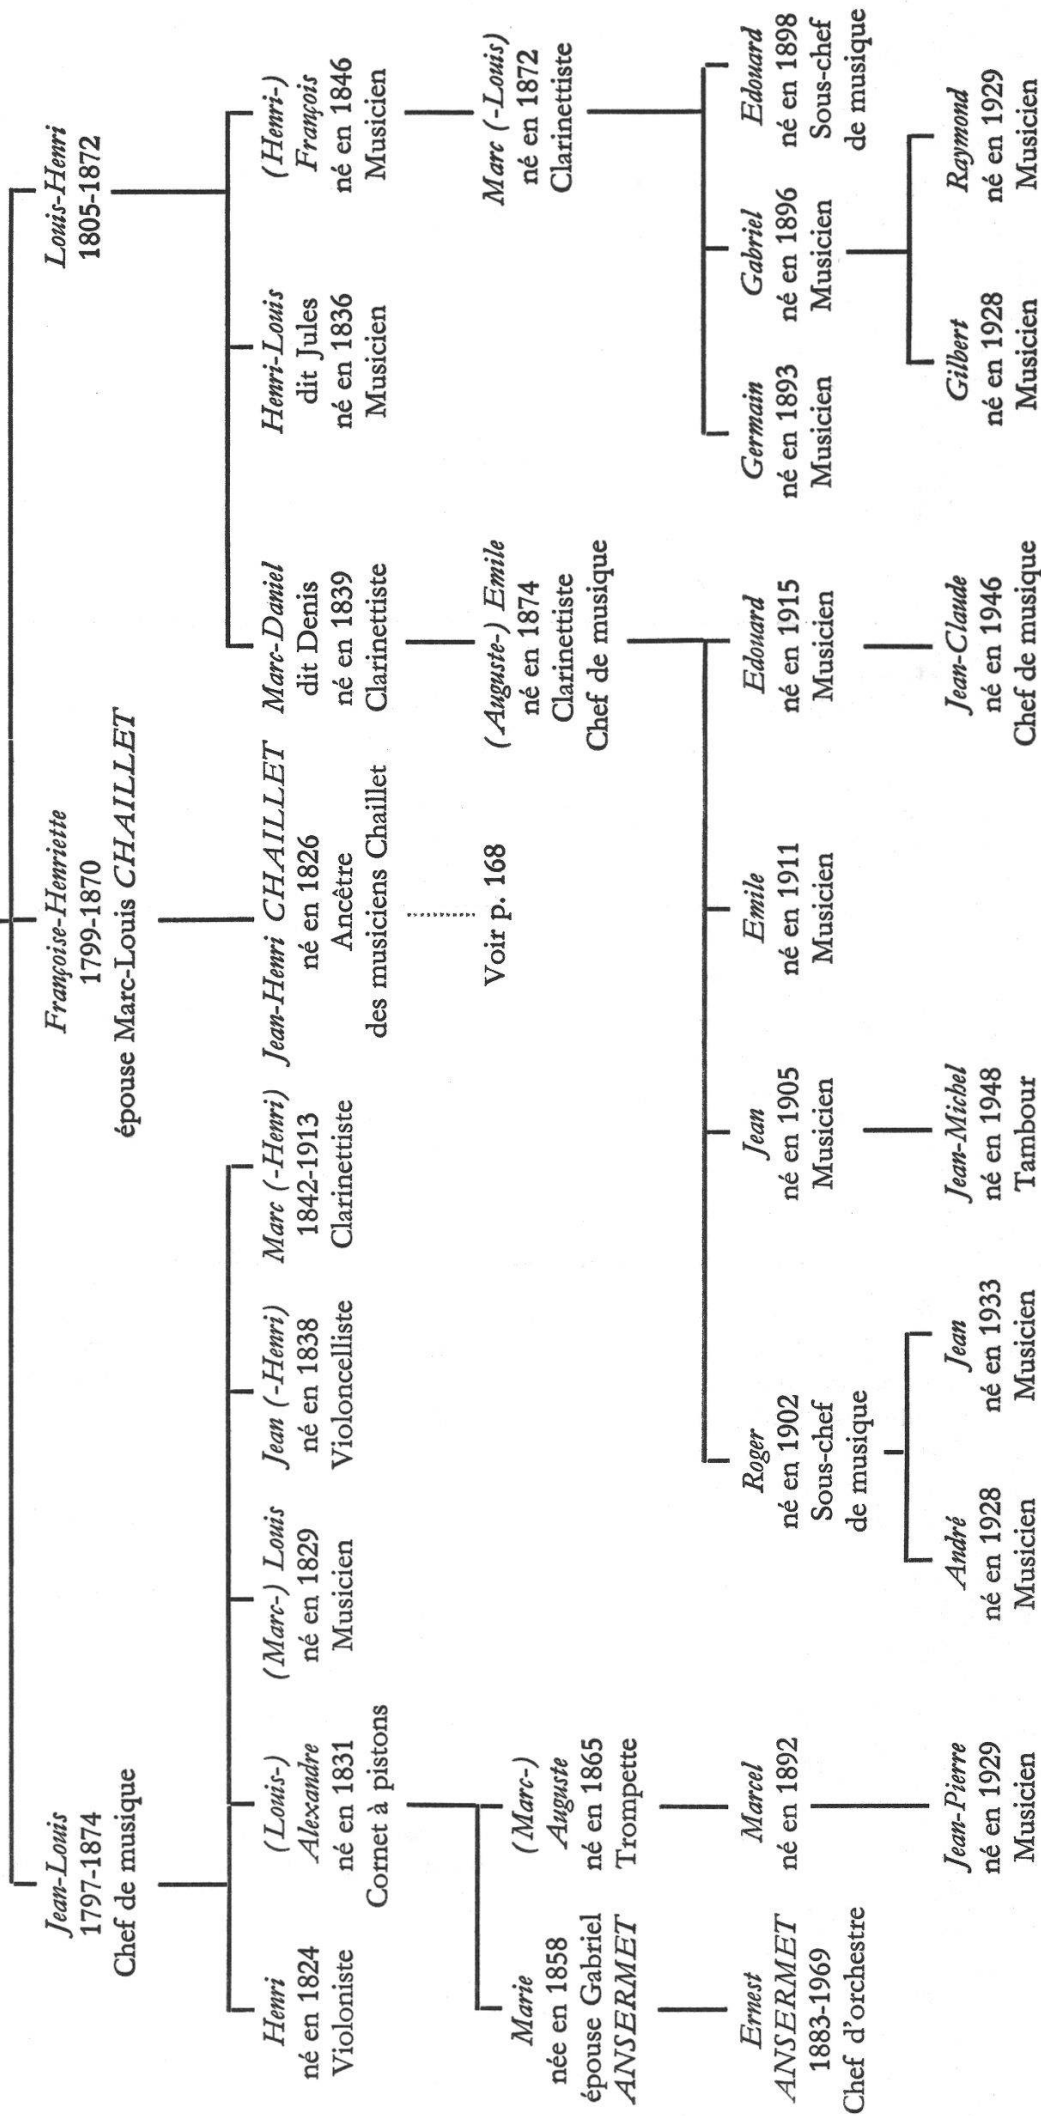 Jean-Louis
1797-1874
Chef de musique
Françoise-Henriette
1799-1870
épouse Marc-Louis CHAILLET
Louis-Henri
1805-1872
Henri
né en 1824
Violoniste
(Louis-)
Alexandre
né en 1831
Cornet à pistons
(Marc-) Louis
né en 1829
Musicien
Jean (-Henri)
né en 1838
Violoncelliste
Marc (-Henri)
1842-1913
Clarinettiste
Jean-Henri CHAILLET
né en 1826
Ancêtre
des musiciens Chaillet
Marc-Daniel
dit Denis
né en 1839
Clarinettiste
Henri-Louis
dit Jules
né en 1836
Musicien
(Henri-)
François
né en 1846
Musicien
Marie
née en 1858
épouse Gabriel
ANSERMET
(Marc-)
Auguste
né en 1865
Trompette
Voir p. 168
(Auguste-) Emile
né en 1874
Clarinettiste
Chef de musique
Marc (-Louis)
né en 1872
Clarinettiste
Ernest
ANSERMET
1883-1969
Chef d'orchestre
Marcel
né en 1892
Roger
né en 1902
Sous-chef
de musique
Jean
né en 1905
Musicien
Emile
né en 1911
Musicien
Edouard
né en 1915
Musicien
Germain
né en 1893
Musicien
Gabriel
né en 1896
Musicien
Edouard
né en 1898
Sous-chef
de musique
Jean-Pierre
né en 1929
Musicien
André
né en 1928
Musicien
Jean
né en 1933
Musicien
Jean-Michel
né en 1948
Tambour
Jean-Claude
né en 1946
Chef de musique
Gilbert
né en 1928
Musicien
Raymond
né en 1929
Musicien